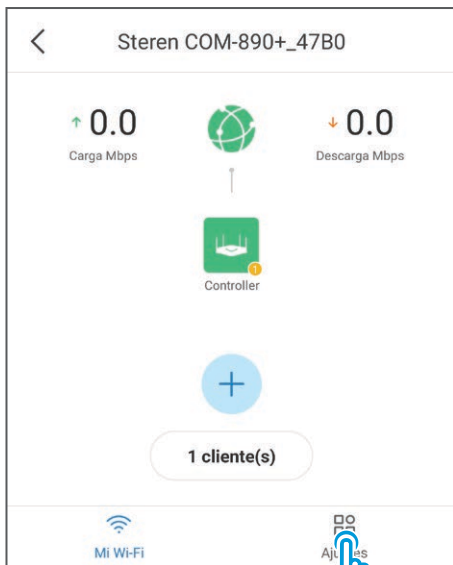 Steren COM-890+_47B0
↑ 0.0
↓ 0.0
Carga Mbps
Descarga Mbps
1
Controller
+
1 cliente(s)
Mi Wi-Fi
Ajustes